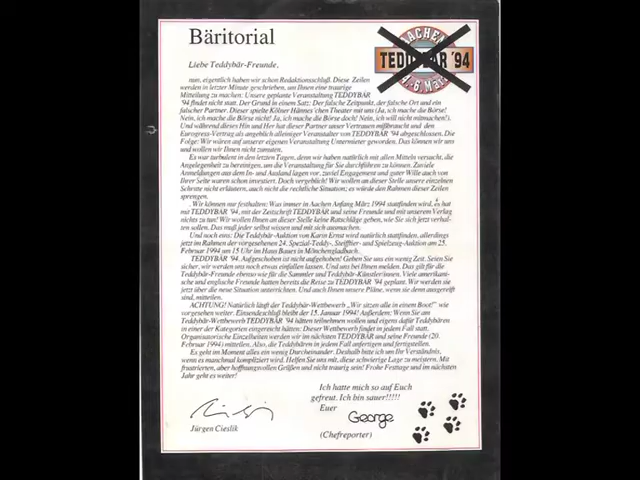 Bäritorial
AACHEN
TEDDYBÄR '94
4.-6. März
Liebe Teddybär-Freunde,
nun, eigentlich haben wir schon Redaktionsschluß. Diese Zeilen
werden in letzter Minute geschrieben, um Ihnen eine traurige
Mitteilung zu machen: Unsere geplante Veranstaltung TEDDYBÄR
'94 findet nicht statt. Der Grund in einem Satz: Der falsche Zeitpunkt, der falsche Ort und ein
falscher Partner. Dieser spielte Kölner Hännes'chen Theater mit uns (Ja, ich mache die Börse!
Nein, ich mache die Börse nicht! Ja, ich mache die Börse doch! Nein, ich will nicht mitmachen!).
Und während dieses Hin und Her hat dieser Partner unser Vertrauen mißbraucht und den
Eurogress-Vertrag als angeblich alleiniger Veranstalter von TEDDYBÄR '94 abgeschlossen. Die
Folge: Wir wären auf unserer eigenen Veranstaltung Untermieter geworden. Das können wir uns
und wollen wir Ihnen nicht zumuten.
Es war turbulent in den letzten Tagen, denn wir haben natürlich mit allen Mitteln versucht, die
Angelegenheit zu bereinigen, um die Veranstaltung für Sie durchführen zu können. Zuviele
Anmeldungen aus dem In- und Ausland lagen vor, zuviel Engagement und guter Wille auch von
Ihrer Seite waren schon investiert. Doch vergeblich! Wir wollen an dieser Stelle unsere einzelnen
Schritte nicht erläutern, auch nicht die rechtliche Situation; es würde den Rahmen dieser Zeilen
sprengen.
Wir können nur festhalten: Was immer in Aachen Anfang März 1994 stattfinden wird, es hat
mit TEDDYBÄR '94, mit der Zeitschrift TEDDYBÄR und seine Freunde und mit unserem Verlag
nichts zu tun! Wir wollen Ihnen an dieser Stelle keine Ratschläge geben, wie Sie sich jetzt verhal-
ten sollen. Das muß jeder selbst wissen und mit sich ausmachen.
Und noch eins: Die Teddybär-Auktion von Karin Ernst wird natürlich stattfinden, allerdings
jetzt im Rahmen der vorgesehenen 24. Spezial-Teddy-, Steifftier- und Spielzeug-Auktion am 25.
Februar 1994 um 15 Uhr im Haus Baues in Mönchengladbach.
TEDDYBÄR '94. Aufgeschoben ist nicht aufgehoben! Geben Sie uns ein wenig Zeit. Seien Sie
sicher, wir werden uns noch etwas einfallen lassen. Und uns bei Ihnen melden. Das gilt für die
Teddybär-Freunde ebenso wie für die Sammler und Teddybär-Künstler/innen. Viele amerikani-
sche und englische Freunde hatten bereits die Reise zu TEDDYBÄR '94 geplant. Wir werden sie
jetzt über die neue Situation unterrichten. Und auch Ihnen unsere Pläne, wenn sie denn ausgereift
sind, mitteilen.
ACHTUNG! Natürlich läuft der Teddybär-Wettbewerb „Wir sitzen alle in einem Boot!" wie
vorgesehen weiter. Einsendeschluß bleibt der 15. Januar 1994! Außerdem: Wenn Sie am
Teddybär-Wettbewerb TEDDYBÄR '94 hätten teilnehmen wollen und eigens dafür Teddybären
in einer der Kategorien eingereicht hätten: Dieser Wettbewerb findet in jedem Fall statt.
Organisatorische Einzelheiten werden wir im nächsten TEDDYBÄR und seine Freunde (20.
Februar 1994) mitteilen. Also, die Teddybären in jedem Fall anfertigen und fertigstellen.
Es geht im Moment alles ein wenig durcheinander. Deshalb bitte ich um Ihr Verständnis,
wenn es manchmal kompliziert wird. Helfen Sie uns mit, diese schwierige Lage zu meistern. Mit
frustrierten, aber hoffnungsvollen Grüßen und nicht traurig sein! Frohe Festtage und im nächsten
Jahr geht es weiter!
Ich hatte mich so auf Euch
gefreut. Ich bin sauer!!!!!
Euer
George
Jürgen Cieslik
(Chefreporter)